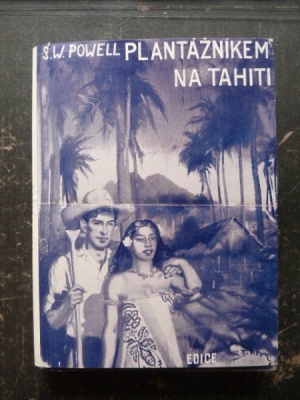 S.W. POWELL PLANTÁŽNÍKEM
NA TAHITI
EDICE